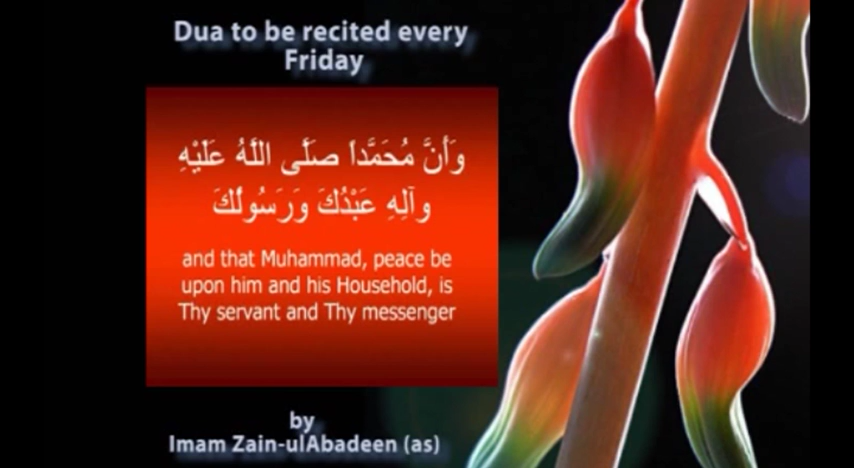 Dua to be recited every
Friday
وَأَنَّ مُحَمَّداً صَلَّى اللَّهُ عَلَيْهِ
وآلِهِ عَبْدُكَ وَرَسُولُكَ
and that Muhammad, peace be
upon him and his Household, is
Thy servant and Thy messenger
by
Imam Zain-ulAbadeen (as)